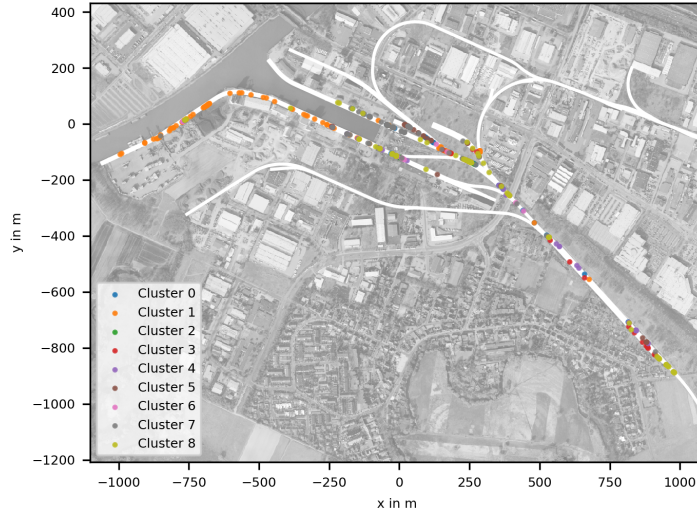 400
200
0
−200
−400
−600
−800
−1000
−1200
y in m
Cluster 0
Cluster 1
Cluster 2
Cluster 3
Cluster 4
Cluster 5
Cluster 6
Cluster 7
Cluster 8
−1000 −750 −500 −250 0 250 500 750 1000
x in m